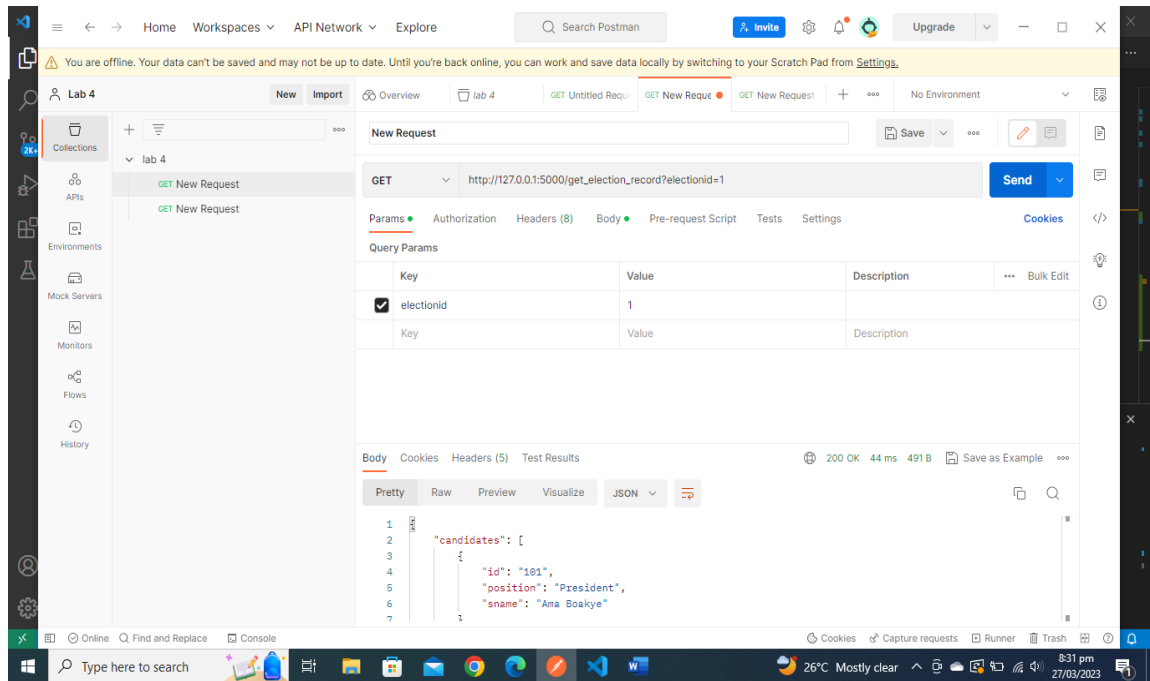 Home Workspaces API Network Explore Search Postman Invite Upgrade
You are offline. Your data can't be saved and may not be up to date. Until you're back online, you can work and save data locally by switching to your Scratch Pad from Settings.
Lab 4 New Import Overview lab 4 GET Untitled Requ GET New Reque GET New Request No Environment
Collections
APIs
Environments
Mock Servers
Monitors
Flows
History
2K+
lab 4
GET New Request
GET New Request
New Request Save
GET http://127.0.0.1:5000/get_election_record?electionid=1 Send
Params Authorization Headers (8) Body Pre-request Script Tests Settings Cookies
Query Params
Key Value Description Bulk Edit
electionid 1
Key Value Description
Body Cookies Headers (5) Test Results 200 OK 44 ms 491 B Save as Example
Pretty Raw Preview Visualize JSON
1 {
2 "candidates": [
3 {
4 "id": "101",
5 "position": "President",
6 "sname": "Ama Boakye"
7 }
Online Find and Replace Console Cookies Capture requests Runner Trash
Type here to search 26°C Mostly clear 8:31 pm
27/03/2023